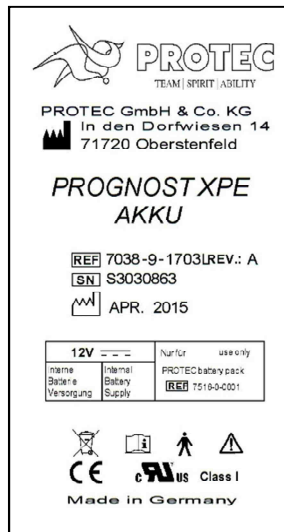 PROTEC
TEAM | SPIRIT | ABILITY
PROTEC GmbH & Co. KG
In den Dorfwiesen 14
71720 Oberstenfeld
PROGNOST XPE
AKKU
REF 7038-9-1703L REV.: A
SN S3030863
APR. 2015
12V
Nur für use only
Interne Internal
Batterie Battery
Versorgung Supply
PROTEC battery pack
REF 7516-0-0001
CE c RU US Class I
Made in Germany